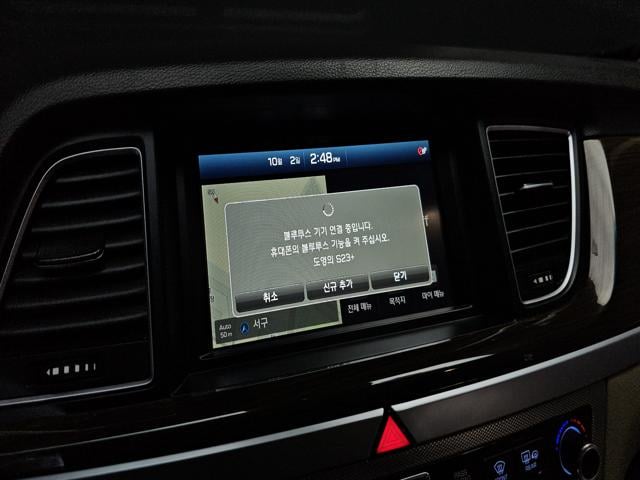 10월 2일 2:48 PM
블루투스 기기 연결 중입니다.
휴대폰의 블루투스 기능을 켜 주십시오.
도영의 S23+
취소
신규 추가
닫기
전체 메뉴
목적지
마이 메뉴
Auto
50m
서구
REAR